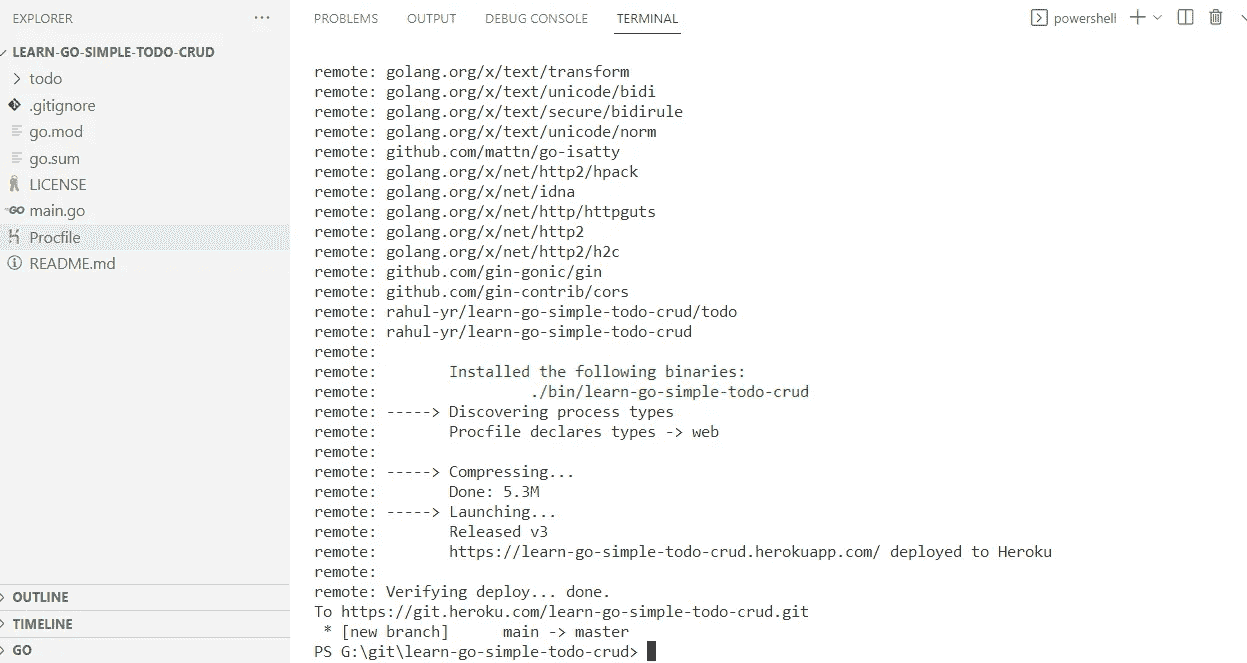 EXPLORER
LEARN-GO-SIMPLE-TODO-CRUD
todo
.gitignore
go.mod
go.sum
LICENSE
main.go
Procfile
README.md
OUTLINE
TIMELINE
GO
PROBLEMS OUTPUT DEBUG CONSOLE TERMINAL
powershell
remote: golang.org/x/text/transform
remote: golang.org/x/text/unicode/bidi
remote: golang.org/x/text/secure/bidirule
remote: golang.org/x/text/unicode/norm
remote: github.com/mattn/go-isatty
remote: golang.org/x/net/http2/hpack
remote: golang.org/x/net/idna
remote: golang.org/x/net/http/httpguts
remote: golang.org/x/net/http2
remote: golang.org/x/net/http2/h2c
remote: github.com/gin-gonic/gin
remote: github.com/gin-contrib/cors
remote: rahul-yr/learn-go-simple-todo-crud/todo
remote: rahul-yr/learn-go-simple-todo-crud
remote:
remote:        Installed the following binaries:
remote:                 ./bin/learn-go-simple-todo-crud
remote: -----> Discovering process types
remote:        Procfile declares types -> web
remote:
remote: -----> Compressing...
remote:        Done: 5.3M
remote: -----> Launching...
remote:        Released v3
remote:        https://learn-go-simple-todo-crud.herokuapp.com/ deployed to Heroku
remote:
remote: Verifying deploy... done.
To https://git.heroku.com/learn-go-simple-todo-crud.git
 * [new branch]      main -> master
PS G:\git\learn-go-simple-todo-crud>